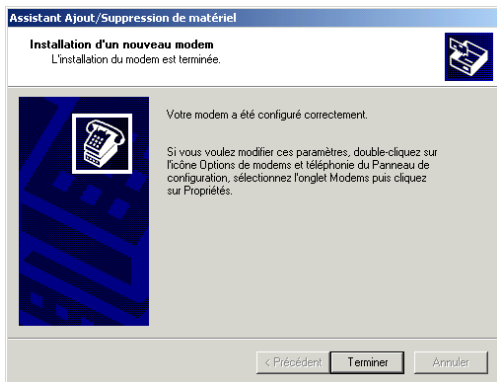 Assistant Ajout/Suppression de matériel
Installation d'un nouveau modem
L'installation du modem est terminée.
Votre modem a été configuré correctement.
Si vous voulez modifier ces paramètres, double-cliquez sur
l'icône Options de modems et téléphonie du Panneau de
configuration, sélectionnez l'onglet Modems puis cliquez
sur Propriétés.
< Précédent
Terminer
Annuler